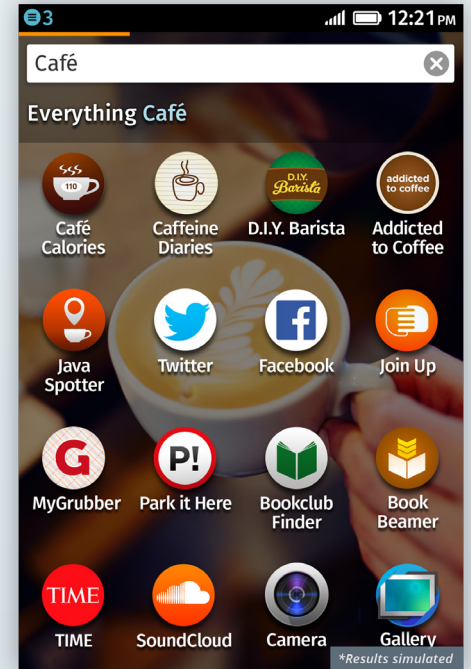 3 12:21 PM
Café
Everything Café
110
D.I.Y.
Barista
addicted
to coffee
Café
Calories
Caffeine
Diaries
D.I.Y. Barista
Addicted
to Coffee
f
Java
Spotter
Twitter
Facebook
Join Up
G
P!
MyGrubber
Park it Here
Bookclub
Finder
Book
Beamer
TIME
TIME
SoundCloud
Camera
Gallery
*Results simulated